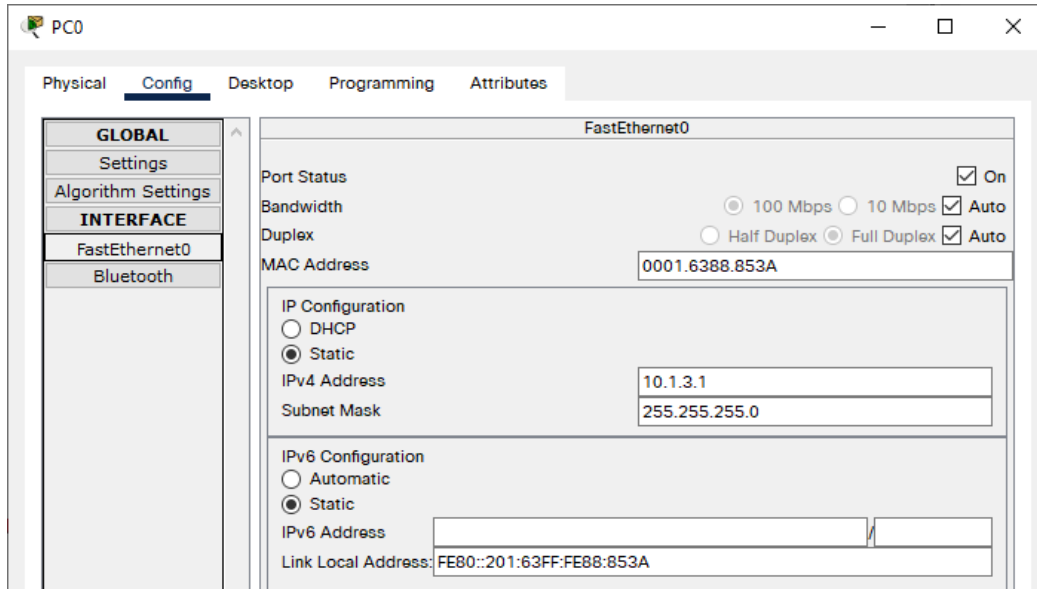 PC0
Physical Config Desktop Programming Attributes
GLOBAL
Settings
Algorithm Settings
INTERFACE
FastEthernet0
Bluetooth
FastEthernet0
Port Status On
Bandwidth 100 Mbps 10 Mbps Auto
Duplex Half Duplex Full Duplex Auto
MAC Address 0001.6388.853A
IP Configuration
DHCP
Static
IPv4 Address 10.1.3.1
Subnet Mask 255.255.255.0
IPv6 Configuration
Automatic
Static
IPv6 Address /
Link Local Address: FE80::201:63FF:FE88:853A